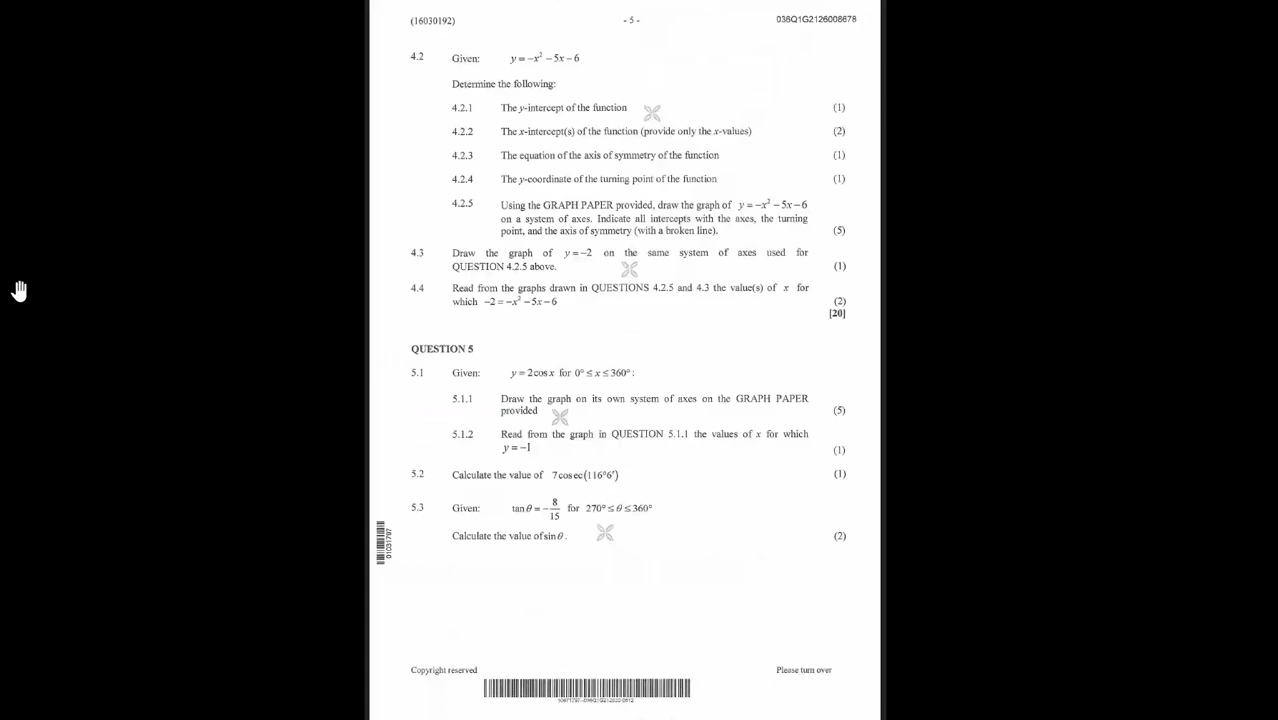 (16030192) - 5 - 036Q1G2126008678
4.2 Given: y = −x² − 5x − 6
Determine the following:
4.2.1 The y-intercept of the function (1)
4.2.2 The x-intercept(s) of the function (provide only the x-values) (2)
4.2.3 The equation of the axis of symmetry of the function (1)
4.2.4 The y-coordinate of the turning point of the function (1)
4.2.5 Using the GRAPH PAPER provided, draw the graph of y = −x² − 5x − 6
on a system of axes. Indicate all intercepts with the axes, the turning
point, and the axis of symmetry (with a broken line). (5)
4.3 Draw the graph of y = −2 on the same system of axes used for
QUESTION 4.2.5 above. (1)
4.4 Read from the graphs drawn in QUESTIONS 4.2.5 and 4.3 the value(s) of x for
which −2 = −x² − 5x − 6 (2)
[20]
QUESTION 5
5.1 Given: y = 2cos x for 0° ≤ x ≤ 360° :
5.1.1 Draw the graph on its own system of axes on the GRAPH PAPER
provided (5)
5.1.2 Read from the graph in QUESTION 5.1.1 the values of x for which
y = −1 (1)
5.2 Calculate the value of 7cosec(116°6′) (1)
5.3 Given: tan θ = −8/15 for 270° ≤ θ ≤ 360°
Calculate the value of sin θ . (2)
01031797
Copyright reserved Please turn over